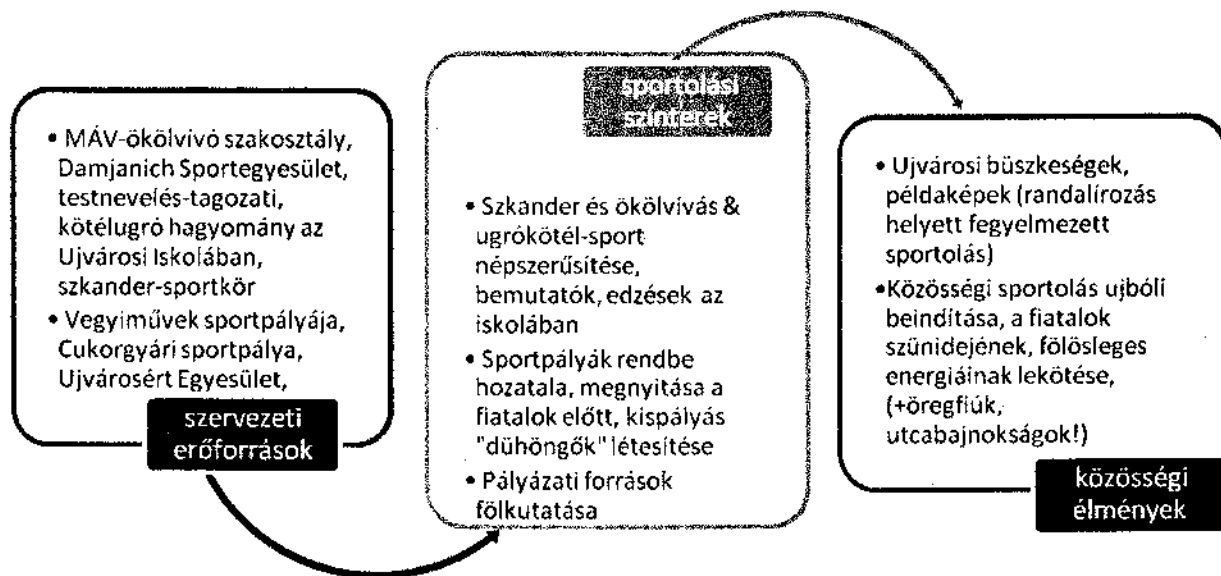 • MÁV-ökölvívó szakosztály,
Damjanich Sportegyesület,
testnevelés-tagozati,
kötélugró hagyomány az
Ujvárosi Iskolában,
szkander-sportkör
• Vegyiművek sportpályája,
Cukorgyári sportpálya,
Ujvárosért Egyesület,
szervezeti
erőforrások
sportolási
színterek
• Szkander és ökölvívás &
ugrókötél-sport
népszerűsítése,
bemutatók, edzések az
iskolában
• Sportpályák rendbe
hozatala, megnyitása a
fiatalok előtt, kispályás
"dühöngők" létesítése
• Pályázati források
fölkutatása
• Ujvárosi büszkeségek,
példaképek (randalírozás
helyett fegyelmezett
sportolás)
•Közösségi sportolás ujbóli
beindítása, a fiatalok
szünidejének, fölösleges
energiáinak lekötése,
(+öregfiúk,
utcabajnokságok!)
közösségi
élmények